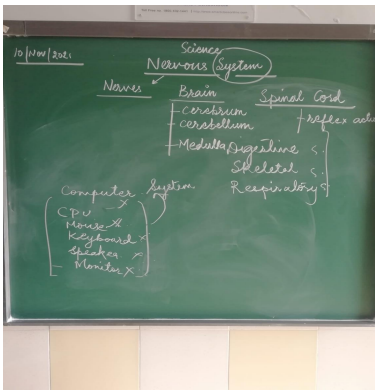 Science
10/Nov/2021
Nervous System
Nerves
Brain
Spinal Cord
Cerebrum
Cerebellum
Medulla
reflex acti
Digestive
Skeletal
Respiratory
Computer System
CPU
Mouse
Keyboard
Speaker
Monitor